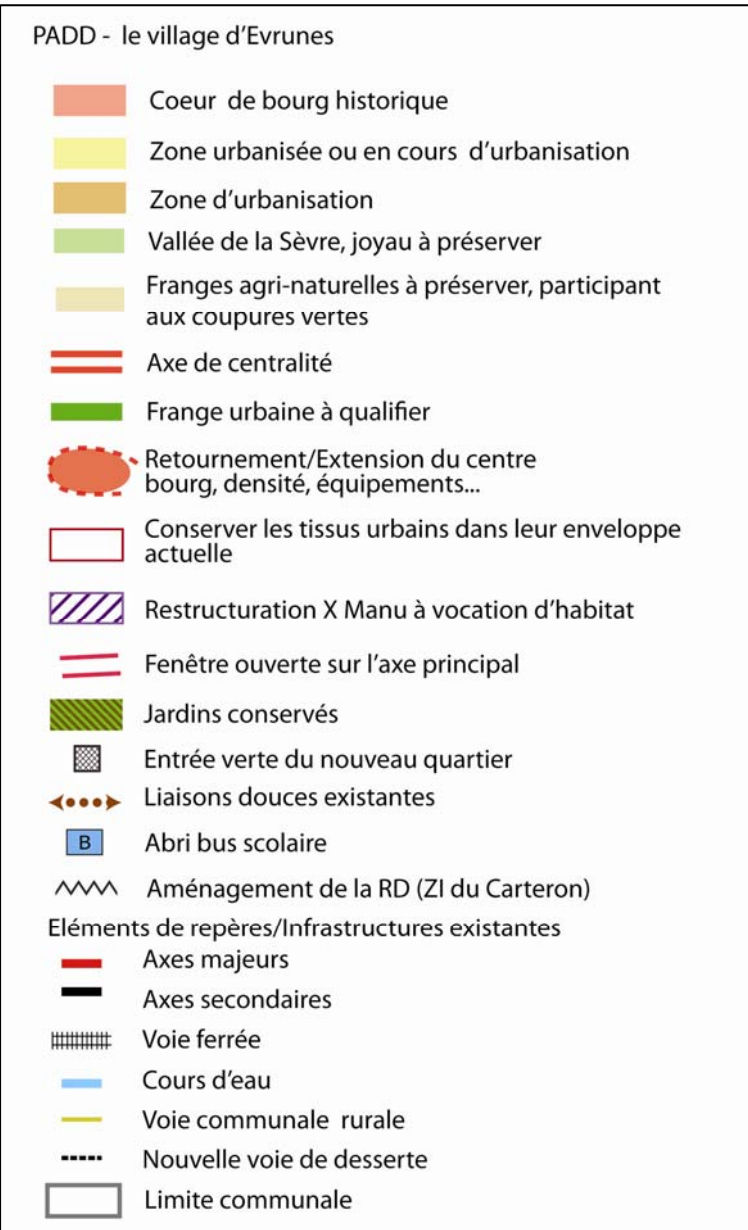 PADD - le village d'Evrunes
Coeur de bourg historique
Zone urbanisée ou en cours d'urbanisation
Zone d'urbanisation
Vallée de la Sèvre, joyau à préserver
Franges agri-naturelles à préserver, participant
aux coupures vertes
Axe de centralité
Frange urbaine à qualifier
Retournement/Extension du centre
bourg, densité, équipements...
Conserver les tissus urbains dans leur enveloppe
actuelle
Restructuration X Manu à vocation d'habitat
Fenêtre ouverte sur l'axe principal
Jardins conservés
Entrée verte du nouveau quartier
Liaisons douces existantes
B Abri bus scolaire
Aménagement de la RD (ZI du Carteron)
Eléments de repères/Infrastructures existantes
Axes majeurs
Axes secondaires
Voie ferrée
Cours d'eau
Voie communale rurale
Nouvelle voie de desserte
Limite communale